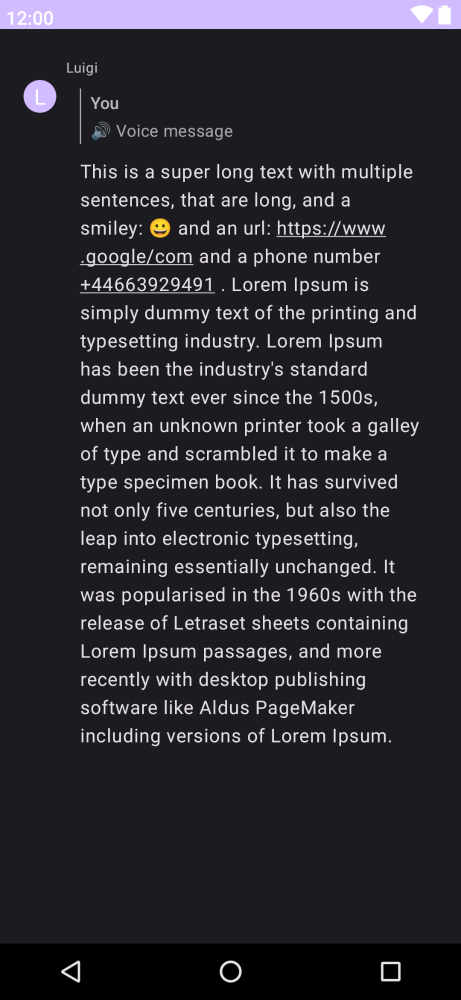 12:00
Luigi
L
You
🔊 Voice message
This is a super long text with multiple
sentences, that are long, and a
smiley: 😀 and an url: https://www
.google/com and a phone number
+44663929491 . Lorem Ipsum is
simply dummy text of the printing and
typesetting industry. Lorem Ipsum
has been the industry's standard
dummy text ever since the 1500s,
when an unknown printer took a galley
of type and scrambled it to make a
type specimen book. It has survived
not only five centuries, but also the
leap into electronic typesetting,
remaining essentially unchanged. It
was popularised in the 1960s with the
release of Letraset sheets containing
Lorem Ipsum passages, and more
recently with desktop publishing
software like Aldus PageMaker
including versions of Lorem Ipsum.